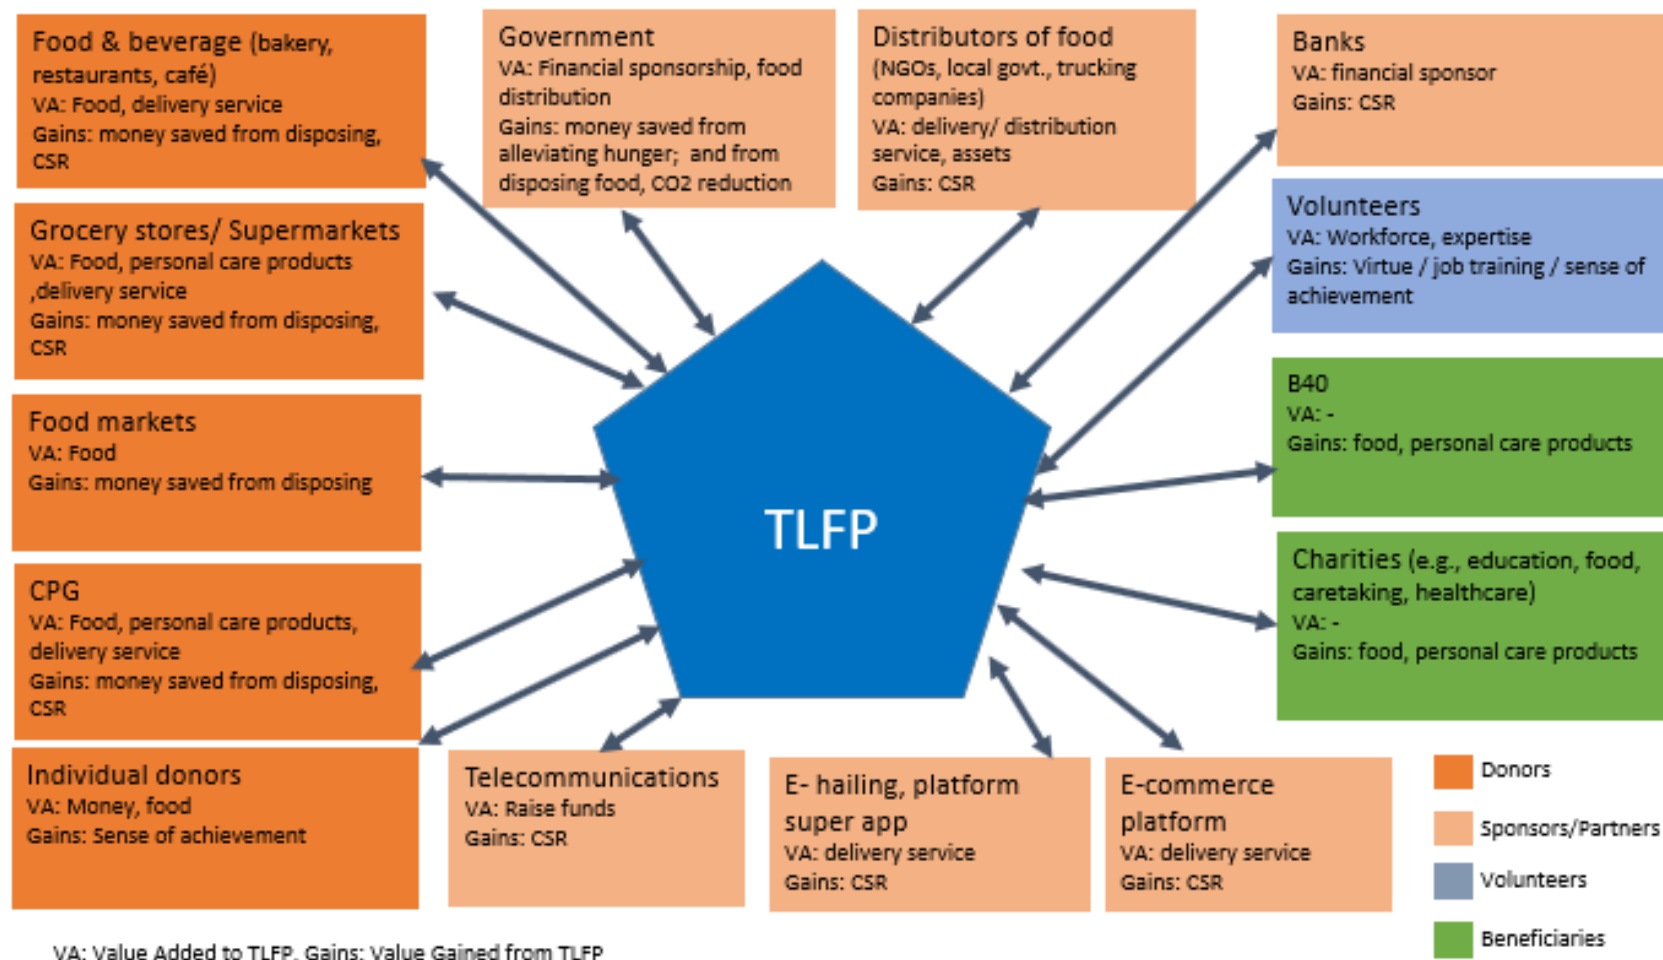 Food & beverage (bakery,
restaurants, café)
VA: Food, delivery service
Gains: money saved from disposing,
CSR
Government
VA: Financial sponsorship, food
distribution
Gains: money saved from
alleviating hunger; and from
disposing food, CO2 reduction
Distributors of food
(NGOs, local govt., trucking
companies)
VA: delivery/ distribution
service, assets
Gains: CSR
Banks
VA: financial sponsor
Gains: CSR
Grocery stores/ Supermarkets
VA: Food, personal care products
,delivery service
Gains: money saved from disposing,
CSR
Volunteers
VA: Workforce, expertise
Gains: Virtue / job training / sense of
achievement
Food markets
VA: Food
Gains: money saved from disposing
B40
VA: -
Gains: food, personal care products
TLFP
CPG
VA: Food, personal care products,
delivery service
Gains: money saved from disposing,
CSR
Charities (e.g., education, food,
caretaking, healthcare)
VA: -
Gains: food, personal care products
Individual donors
VA: Money, food
Gains: Sense of achievement
Telecommunications
VA: Raise funds
Gains: CSR
E- hailing, platform
super app
VA: delivery service
Gains: CSR
E-commerce
platform
VA: delivery service
Gains: CSR
Donors
Sponsors/Partners
Volunteers
Beneficiaries
VA: Value Added to TLFP, Gains: Value Gained from TLFP